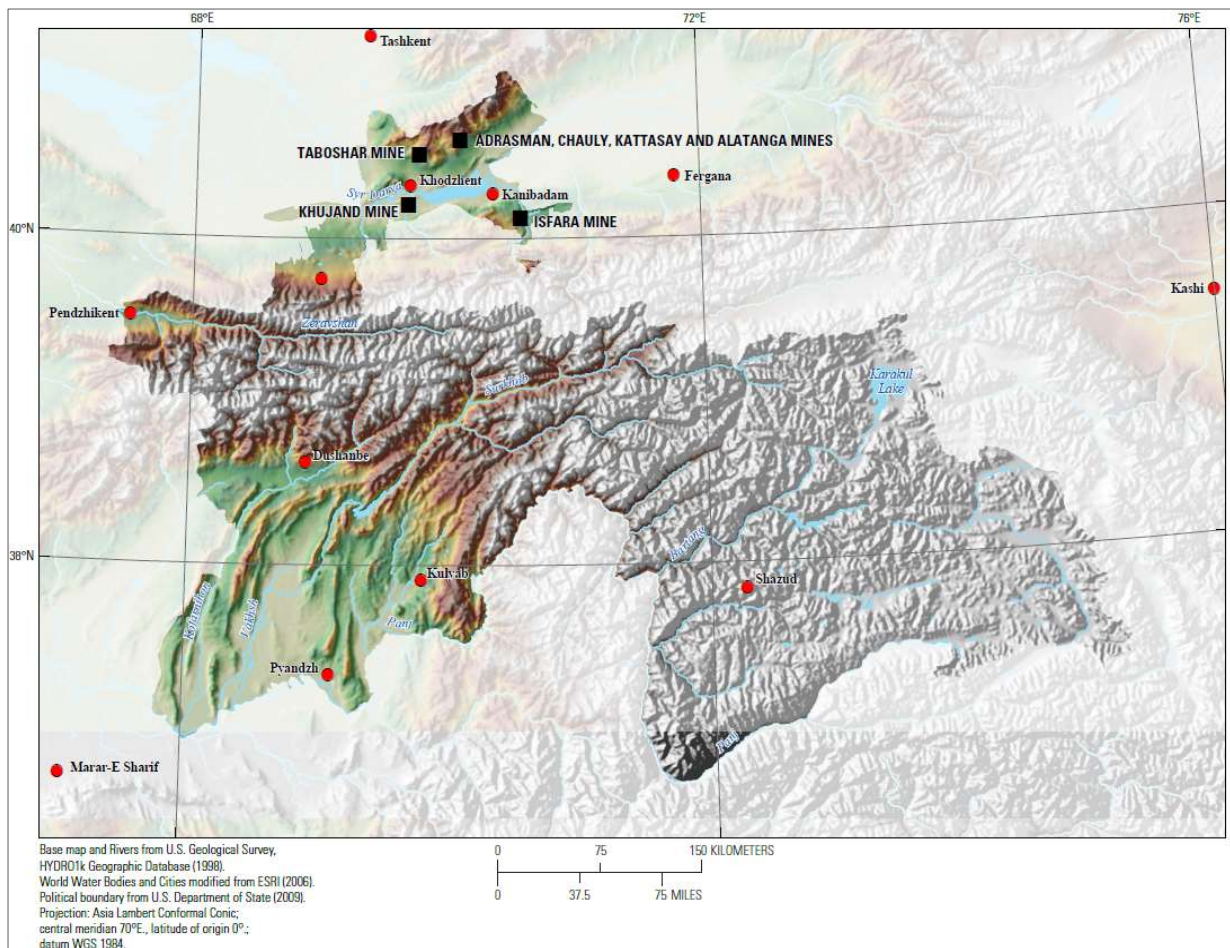 68°E
72°E
76°E
Tashkent
ADRASMAN, CHAULY, KATTASAY AND ALATANGA MINES
TABOSHAR MINE
Khodzhent
Syr Darya
Kanibadam
Fergana
KHUJAND MINE
ISFARA MINE
40°N
Kashi
Pendzhikent
Zeravshan
Surkhob
Karakul
Lake
Dushanbe
38°N
Bartang
Kulyab
Shazud
Vakhsh
Panj
Pyandzh
Panj
Marar-E Sharif
Base map and Rivers from U.S. Geological Survey,
HYDRO1k Geographic Database (1998).
World Water Bodies and Cities modified from ESRI (2006).
Political boundary from U.S. Department of State (2009).
Projection: Asia Lambert Conformal Conic;
central meridian 70°E., latitude of origin 0°.;
datum WGS 1984.
0 75 150 KILOMETERS
0 37.5 75 MILES